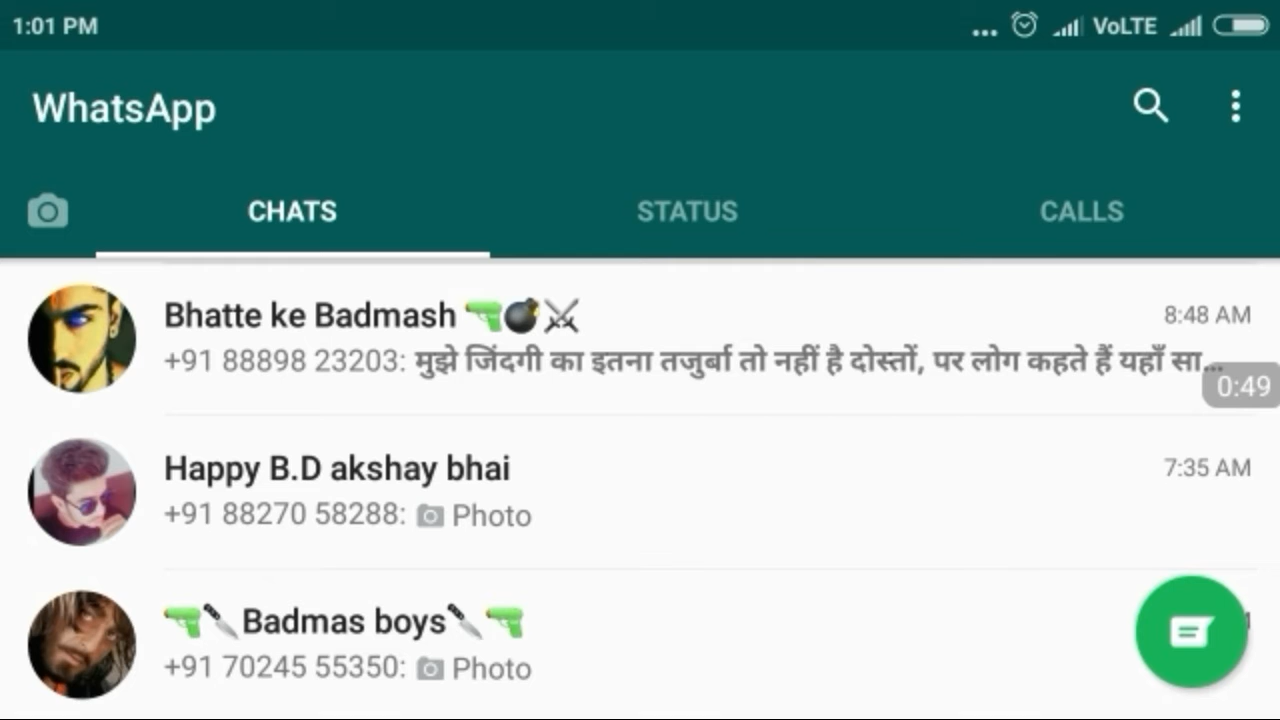 1:01 PM ... VoLTE
WhatsApp
CHATS STATUS CALLS
Bhatte ke Badmash 🔫💣⚔ 8:48 AM
+91 88898 23203: मुझे जिंदगी का इतना तजुर्बा तो नहीं है दोस्तों, पर लोग कहते हैं यहाँ सा...
0:49
Happy B.D akshay bhai 7:35 AM
+91 88270 58288: Photo
🔫🔪Badmas boys🔪🔫
+91 70245 55350: Photo